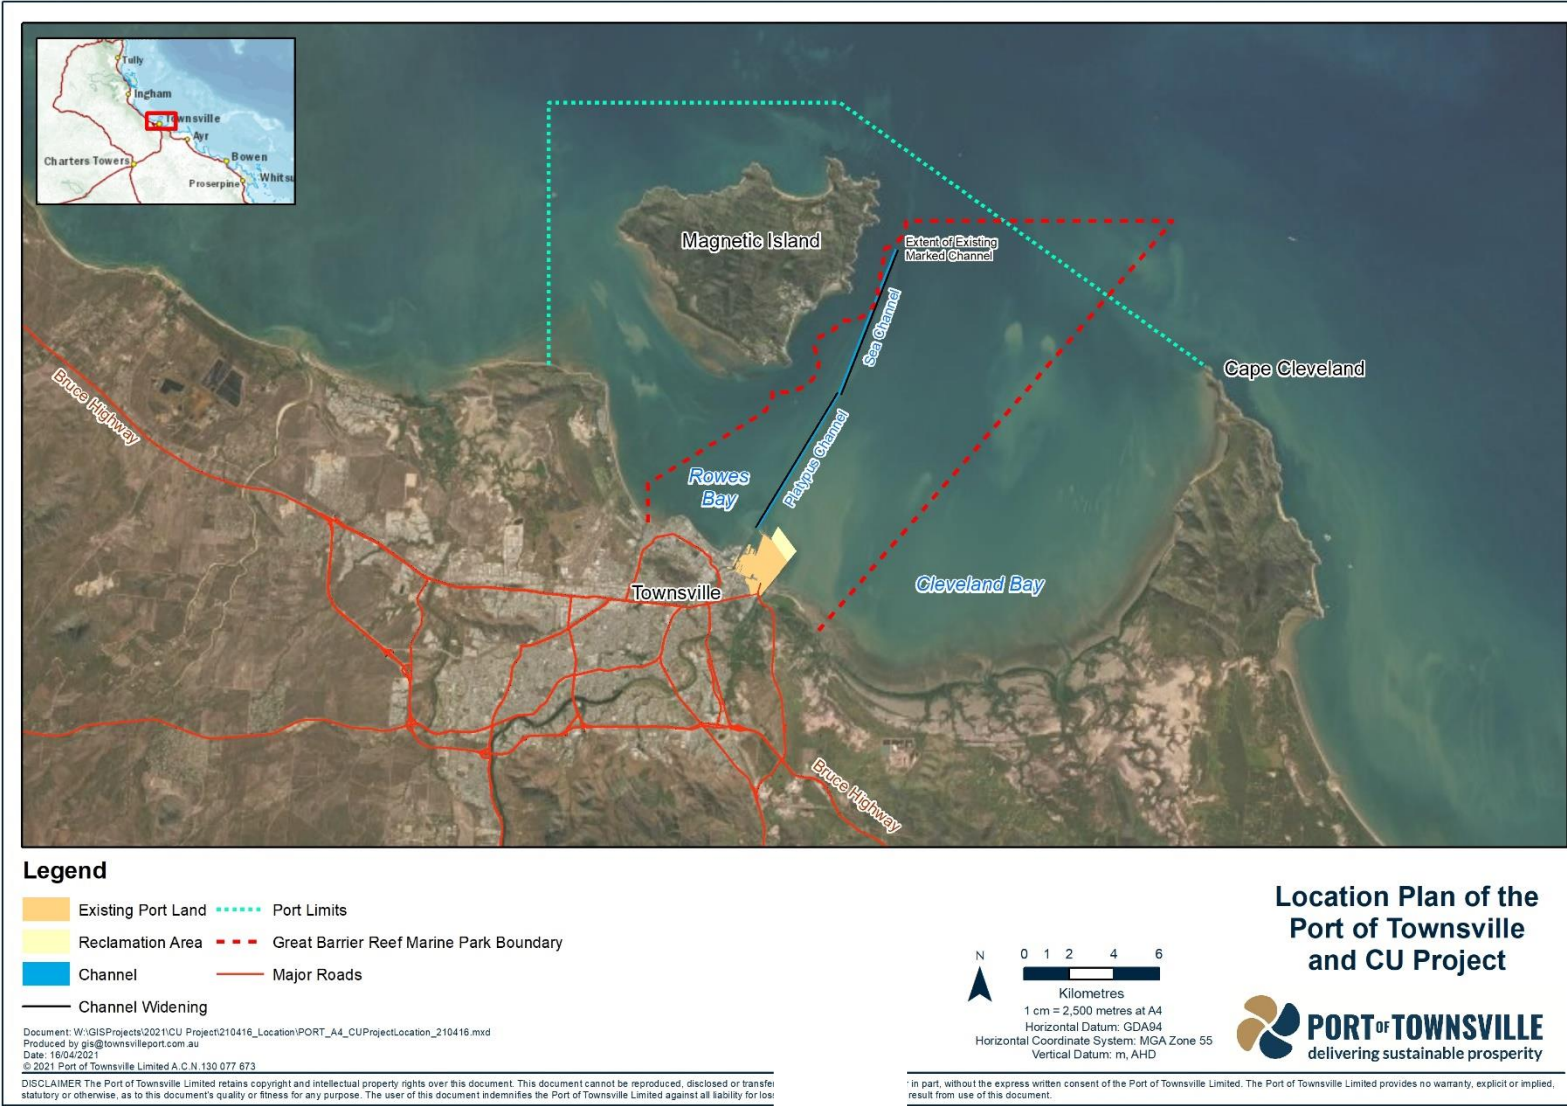 Tully
Ingham
Townsville
Ayr
Charters Towers
Bowen
Whitsu
Proserpine
Magnetic Island
Extent of Existing
Marked Channel
Sea Channel
Cape Cleveland
Bruce Highway
Platypus Channel
Rowes
Bay
Cleveland Bay
Townsville
Bruce Highway
Legend
Existing Port Land
Port Limits
Reclamation Area
Great Barrier Reef Marine Park Boundary
Channel
Major Roads
Channel Widening
N
0 1 2 4 6
Kilometres
1 cm = 2,500 metres at A4
Horizontal Datum: GDA94
Horizontal Coordinate System: MGA Zone 55
Vertical Datum: m, AHD
Location Plan of the
Port of Townsville
and CU Project
PORT OF TOWNSVILLE
delivering sustainable prosperity
Document: W:\GISProjects\2021\CU Project\210416_Location\PORT_A4_CUProjectLocation_210416.mxd
Produced by gis@townsvilleport.com.au
Date: 16/04/2021
© 2021 Port of Townsville Limited A.C.N.130 077 673
DISCLAIMER The Port of Townsville Limited retains copyright and intellectual property rights over this document. This document cannot be reproduced, disclosed or transfe r in part, without the express written consent of the Port of Townsville Limited. The Port of Townsville Limited provides no warranty, explicit or implied,
statutory or otherwise, as to this document's quality or fitness for any purpose. The user of this document indemnifies the Port of Townsville Limited against all liability for los result from use of this document.